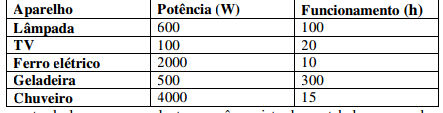 Aparelho Potência (W) Funcionamento (h)
Lâmpada 600 100
TV 100 20
Ferro elétrico 2000 10
Geladeira 500 300
Chuveiro 4000 15